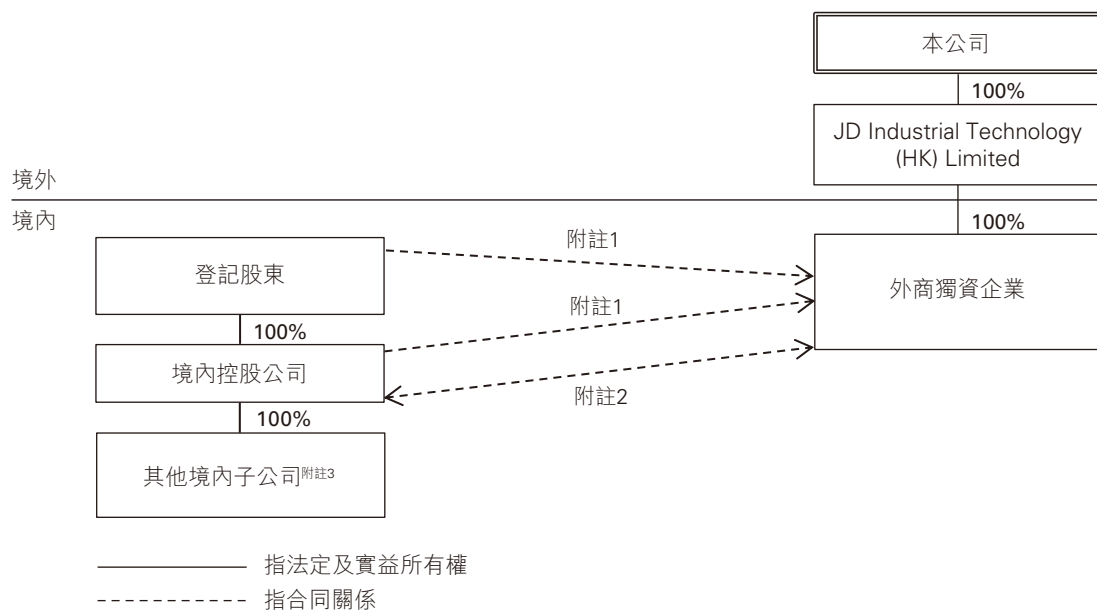 本公司
100%
JD Industrial Technology
(HK) Limited
境外
境內
100%
附註1
登記股東
外商獨資企業
附註1
100%
境內控股公司
附註2
100%
其他境內子公司附註3
指法定及實益所有權
指合同關係